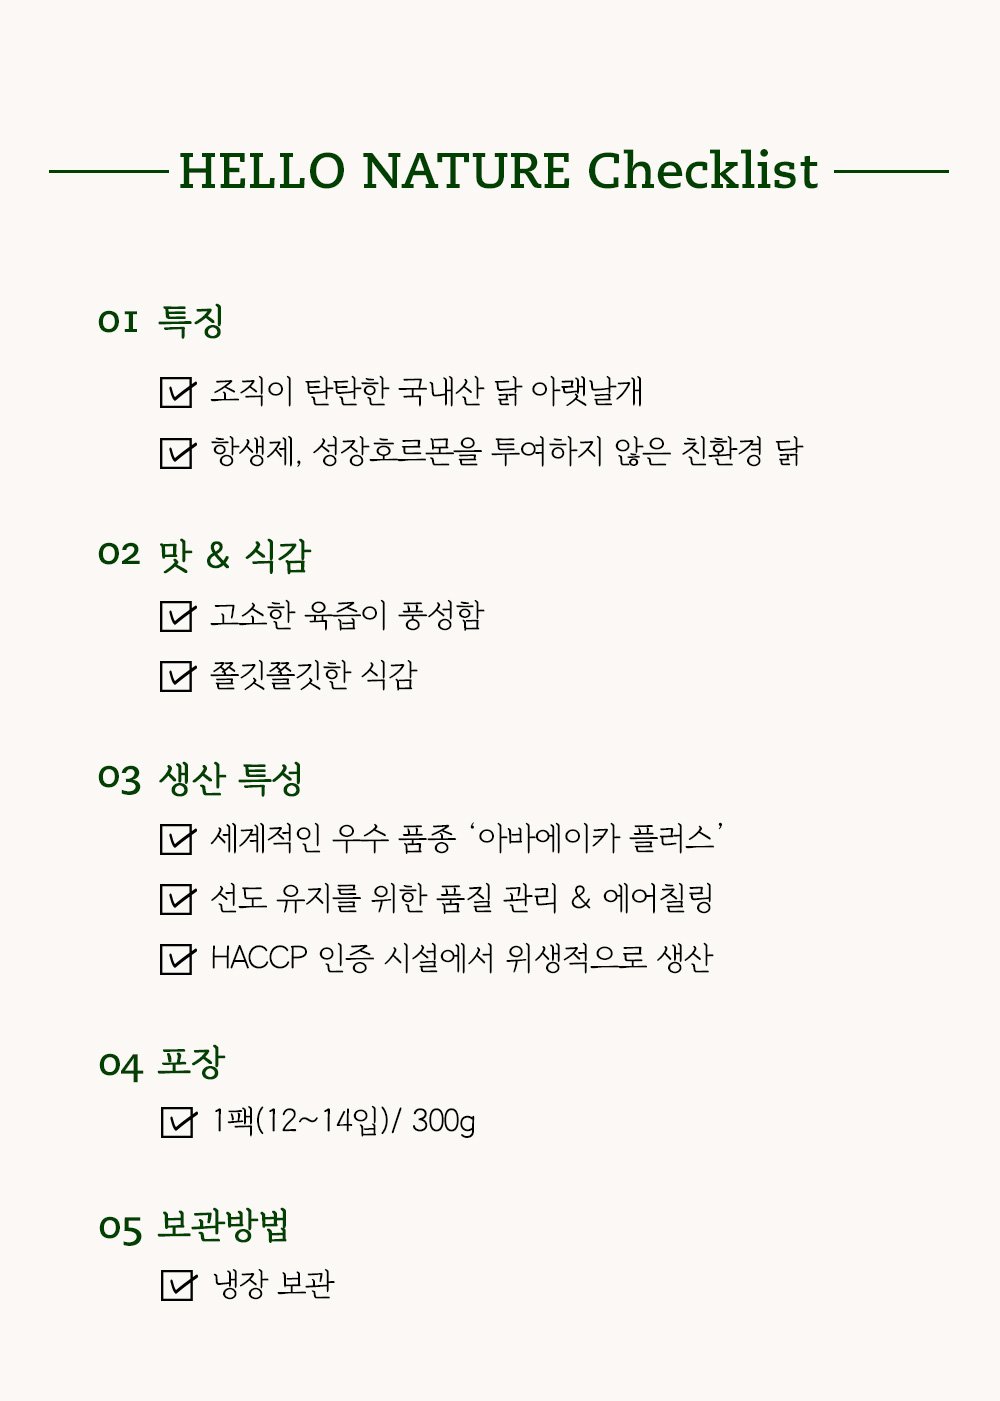 HELLO NATURE Checklist
01 특징
조직이 탄탄한 국내산 닭 아랫날개
항생제, 성장호르몬을 투여하지 않은 친환경 닭
02 맛 & 식감
고소한 육즙이 풍성함
쫄깃쫄깃한 식감
03 생산 특성
세계적인 우수 품종 ‘아바에이카 플러스’
선도 유지를 위한 품질 관리 & 에어칠링
HACCP 인증 시설에서 위생적으로 생산
04 포장
1팩(12~14입)/ 300g
05 보관방법
냉장 보관